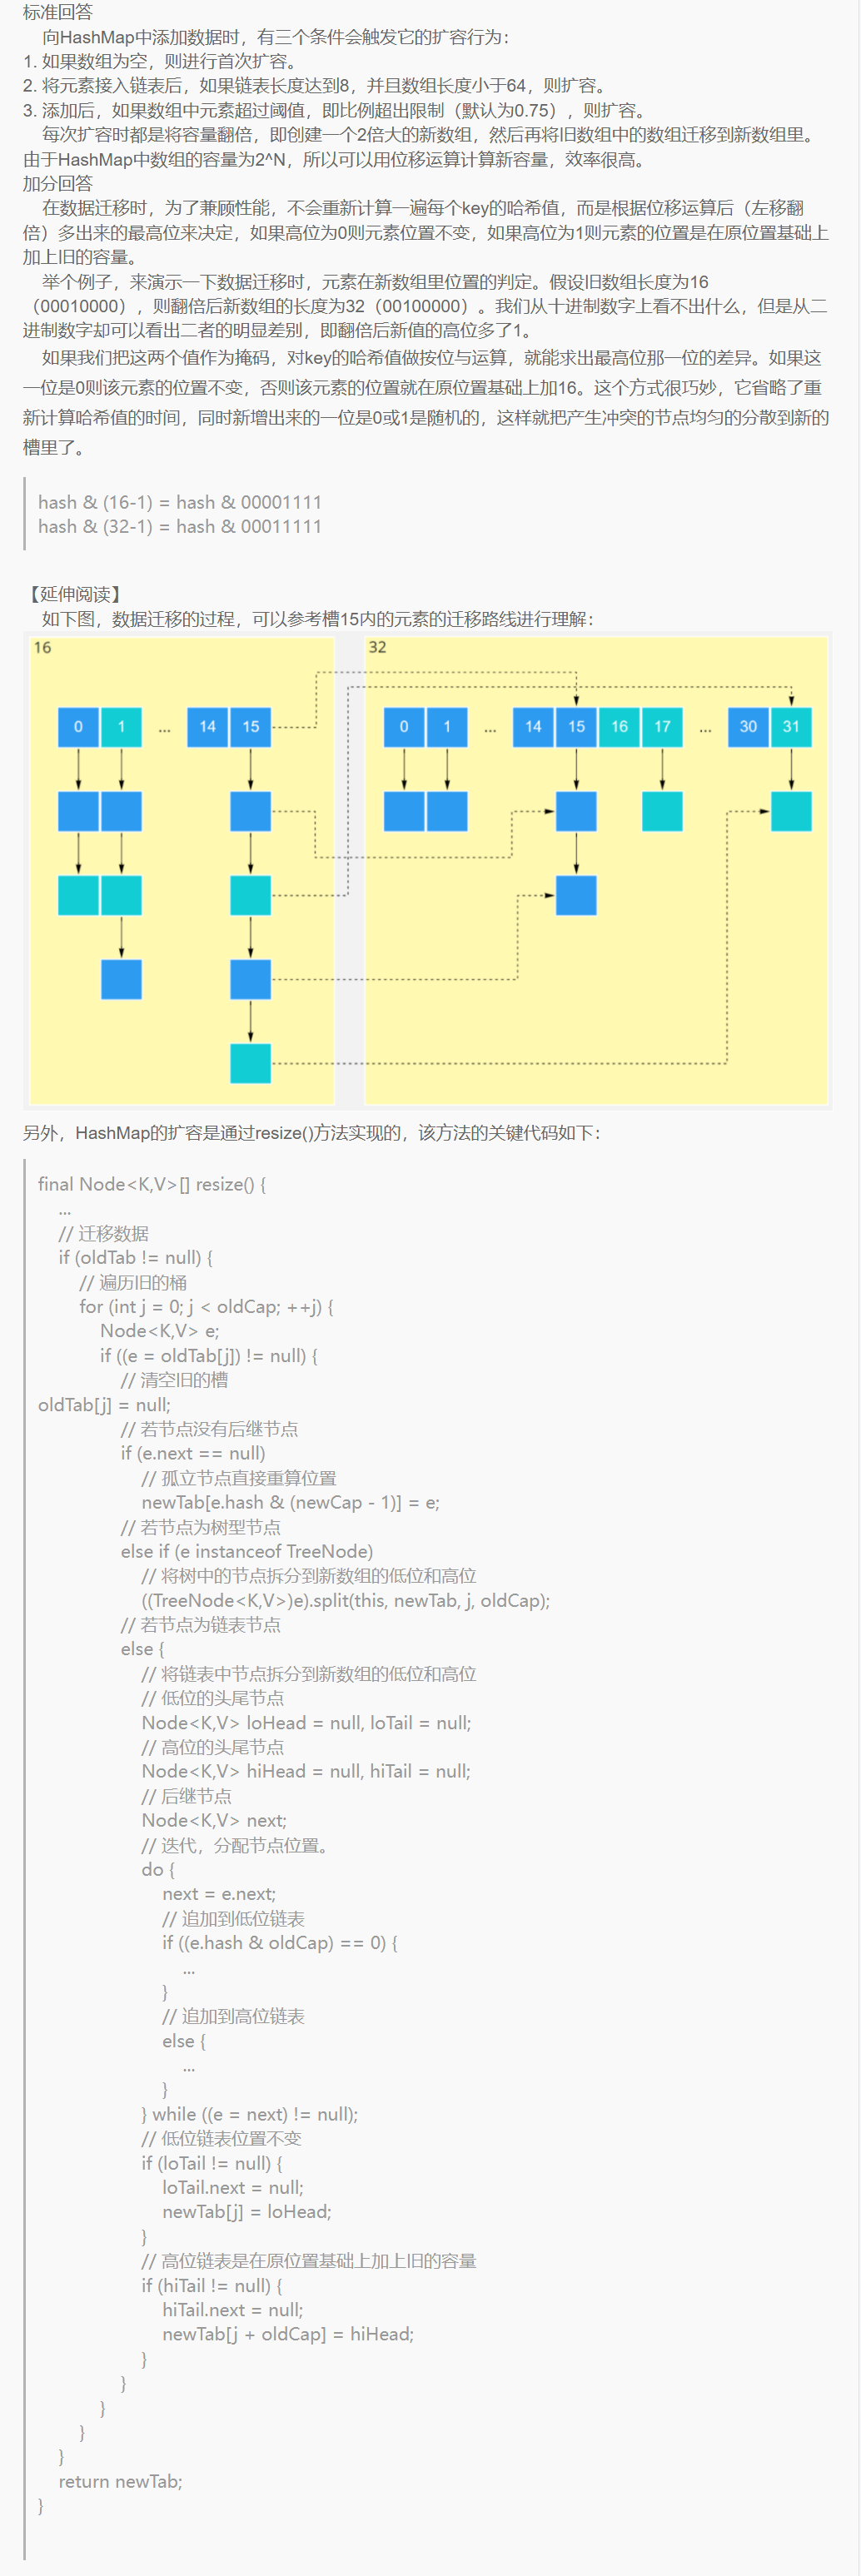 标准回答
向HashMap中添加数据时，有三个条件会触发它的扩容行为：
1. 如果数组为空，则进行首次扩容。
2. 将元素接入链表后，如果链表长度达到8，并且数组长度小于64，则扩容。
3. 添加后，如果数组中元素超过阈值，即比例超出限制（默认为0.75），则扩容。
每次扩容时都是将容量翻倍，即创建一个2倍大的新数组，然后再将旧数组中的数组迁移到新数组里。
由于HashMap中数组的容量为2^N，所以可以用位移运算计算新容量，效率很高。
加分回答
在数据迁移时，为了兼顾性能，不会重新计算一遍每个key的哈希值，而是根据位移运算后（左移翻
倍）多出来的最高位来决定，如果高位为0则元素位置不变，如果高位为1则元素的位置是在原位置基础上
加上旧的容量。
举个例子，来演示一下数据迁移时，元素在新数组里位置的判定。假设旧数组长度为16
（00010000），则翻倍后新数组的长度为32（00100000）。我们从十进制数字上看不出什么，但是从二
进制数字却可以看出二者的明显差别，即翻倍后新值的高位多了1。
如果我们把这两个值作为掩码，对key的哈希值做按位与运算，就能求出最高位那一位的差异。如果这
一位是0则该元素的位置不变，否则该元素的位置就在原位置基础上加16。这个方式很巧妙，它省略了重
新计算哈希值的时间，同时新增出来的一位是0或1是随机的，这样就把产生冲突的节点均匀的分散到新的
槽里了。
hash & (16-1) = hash & 00001111
hash & (32-1) = hash & 00011111
【延伸阅读】
如下图，数据迁移的过程，可以参考槽15内的元素的迁移路线进行理解：
16
32
0 1 ... 14 15
0 1 ... 14 15 16 17 ... 30 31
另外，HashMap的扩容是通过resize()方法实现的，该方法的关键代码如下：
final Node<K,V>[] resize() {
...
// 迁移数据
if (oldTab != null) {
// 遍历旧的桶
for (int j = 0; j < oldCap; ++j) {
Node<K,V> e;
if ((e = oldTab[j]) != null) {
// 清空旧的槽
oldTab[j] = null;
// 若节点没有后继节点
if (e.next == null)
// 孤立节点直接重算位置
newTab[e.hash & (newCap - 1)] = e;
// 若节点为树型节点
else if (e instanceof TreeNode)
// 将树中的节点拆分到新数组的低位和高位
((TreeNode<K,V>)e).split(this, newTab, j, oldCap);
// 若节点为链表节点
else {
// 将链表中节点拆分到新数组的低位和高位
// 低位的头尾节点
Node<K,V> loHead = null, loTail = null;
// 高位的头尾节点
Node<K,V> hiHead = null, hiTail = null;
// 后继节点
Node<K,V> next;
// 迭代，分配节点位置。
do {
next = e.next;
// 追加到低位链表
if ((e.hash & oldCap) == 0) {
...
}
// 追加到高位链表
else {
...
}
} while ((e = next) != null);
// 低位链表位置不变
if (loTail != null) {
loTail.next = null;
newTab[j] = loHead;
}
// 高位链表是在原位置基础上加上旧的容量
if (hiTail != null) {
hiTail.next = null;
newTab[j + oldCap] = hiHead;
}
}
}
}
}
return newTab;
}